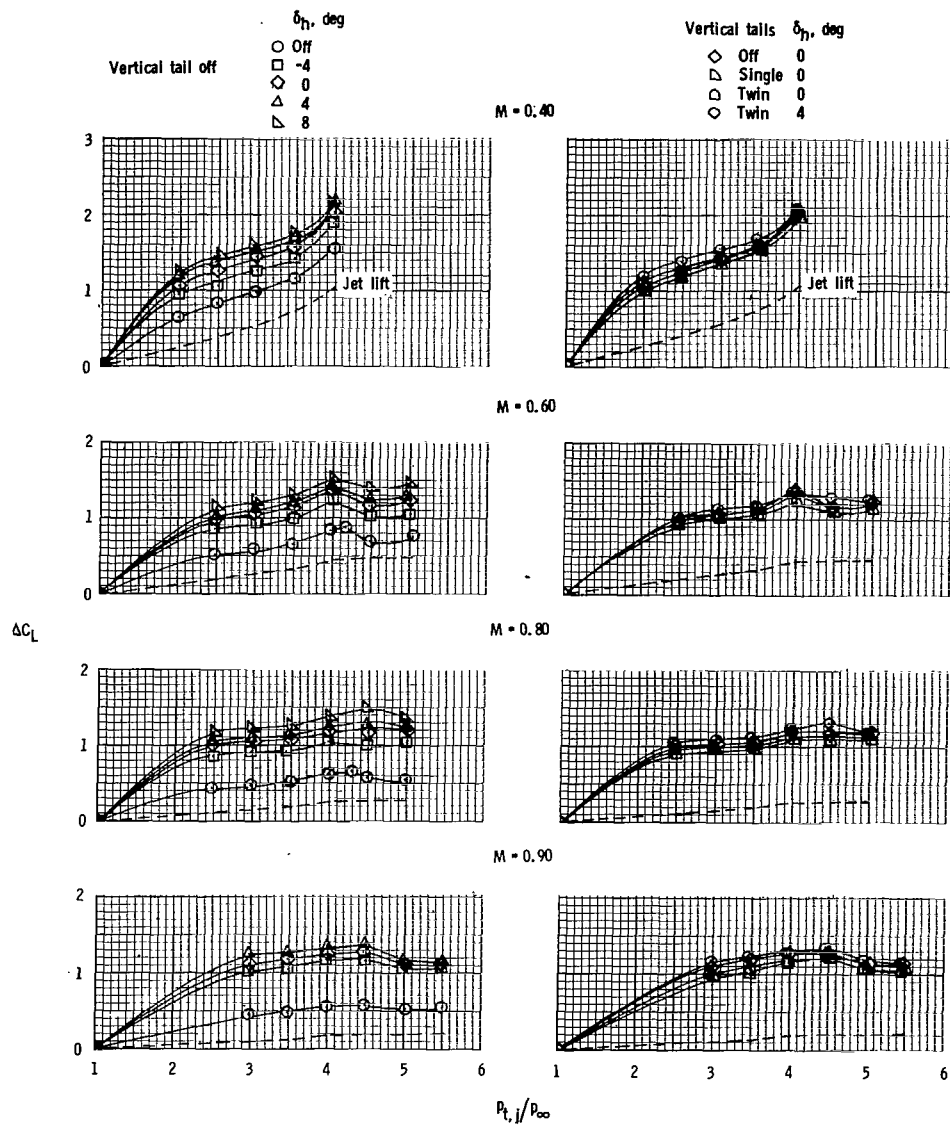 δh, deg
Vertical tail off
Off
-4
0
4
8
Vertical tails δh, deg
Off 0
Single 0
Twin 0
Twin 4
M = 0.40
3
2
1
0
Jet lift
Jet lift
M = 0.60
2
1
0
ΔCL
M = 0.80
2
1
0
M = 0.90
2
1
0
1 2 3 4 5 6
1 2 3 4 5 6
pt,j/p∞